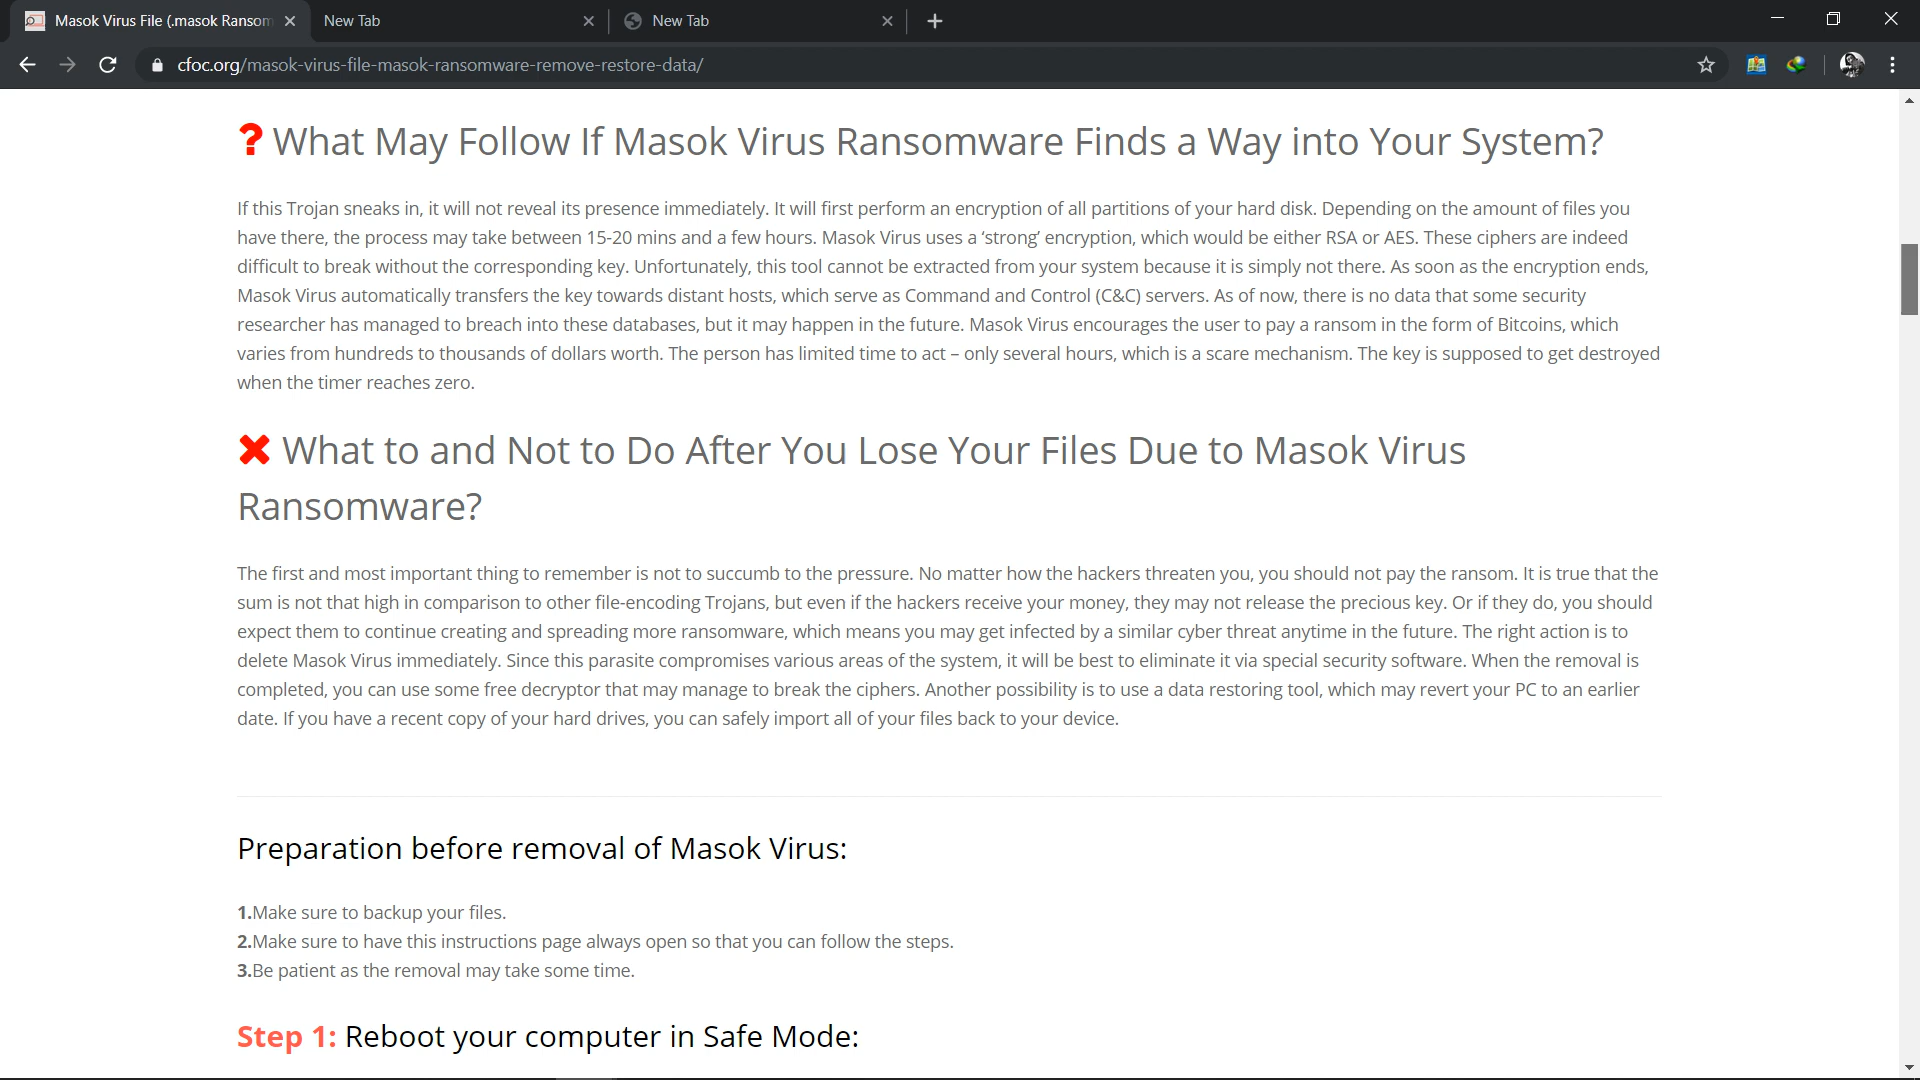 Masok Virus File (.masok Ransom
New Tab
New Tab
cfoc.org/masok-virus-file-masok-ransomware-remove-restore-data/
? What May Follow If Masok Virus Ransomware Finds a Way into Your System?
If this Trojan sneaks in, it will not reveal its presence immediately. It will first perform an encryption of all partitions of your hard disk. Depending on the amount of files you
have there, the process may take between 15-20 mins and a few hours. Masok Virus uses a ‘strong’ encryption, which would be either RSA or AES. These ciphers are indeed
difficult to break without the corresponding key. Unfortunately, this tool cannot be extracted from your system because it is simply not there. As soon as the encryption ends,
Masok Virus automatically transfers the key towards distant hosts, which serve as Command and Control (C&C) servers. As of now, there is no data that some security
researcher has managed to breach into these databases, but it may happen in the future. Masok Virus encourages the user to pay a ransom in the form of Bitcoins, which
varies from hundreds to thousands of dollars worth. The person has limited time to act – only several hours, which is a scare mechanism. The key is supposed to get destroyed
when the timer reaches zero.
What to and Not to Do After You Lose Your Files Due to Masok Virus
Ransomware?
The first and most important thing to remember is not to succumb to the pressure. No matter how the hackers threaten you, you should not pay the ransom. It is true that the
sum is not that high in comparison to other file-encoding Trojans, but even if the hackers receive your money, they may not release the precious key. Or if they do, you should
expect them to continue creating and spreading more ransomware, which means you may get infected by a similar cyber threat anytime in the future. The right action is to
delete Masok Virus immediately. Since this parasite compromises various areas of the system, it will be best to eliminate it via special security software. When the removal is
completed, you can use some free decryptor that may manage to break the ciphers. Another possibility is to use a data restoring tool, which may revert your PC to an earlier
date. If you have a recent copy of your hard drives, you can safely import all of your files back to your device.
Preparation before removal of Masok Virus:
1.Make sure to backup your files.
2.Make sure to have this instructions page always open so that you can follow the steps.
3.Be patient as the removal may take some time.
Step 1: Reboot your computer in Safe Mode: